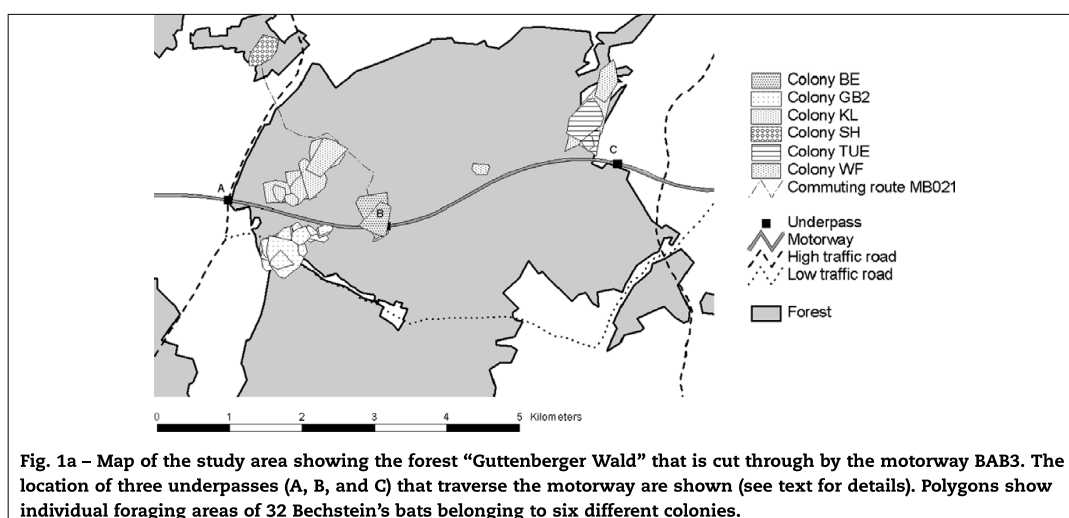 A
B
C
Colony BE
Colony GB2
Colony KL
Colony SH
Colony TUE
Colony WF
Commuting route MB021
Underpass
Motorway
High traffic road
Low traffic road
Forest
0 1 2 3 4 5 Kilometers
Fig. 1a – Map of the study area showing the forest “Guttenberger Wald” that is cut through by the motorway BAB3. The
location of three underpasses (A, B, and C) that traverse the motorway are shown (see text for details). Polygons show
individual foraging areas of 32 Bechstein’s bats belonging to six different colonies.